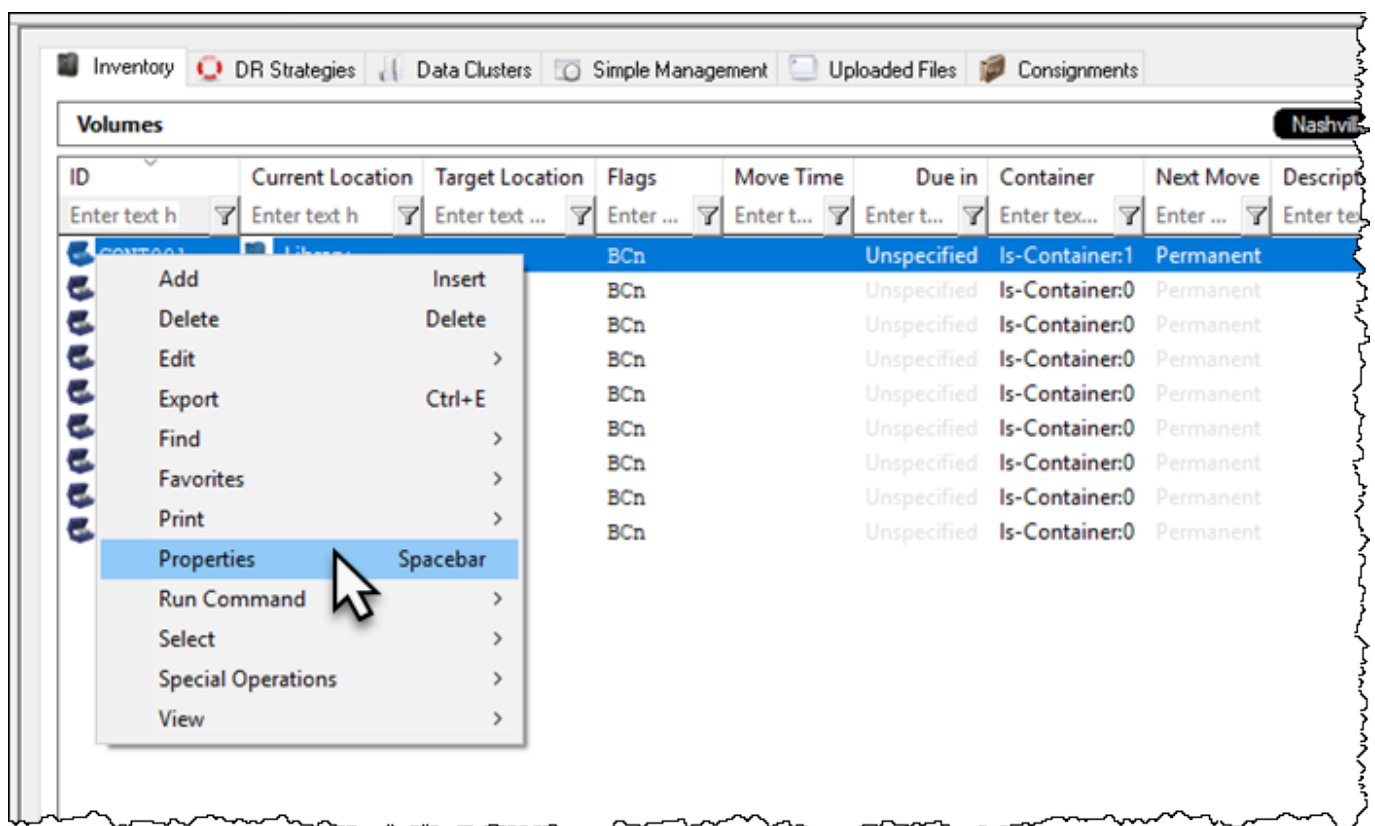 Inventory DR Strategies Data Clusters Simple Management Uploaded Files Consignments
Volumes
ID Current Location Target Location Flags Move Time Due in Container Next Move
Enter text h Enter text h Enter text ... Enter ... Enter t... Enter t... Enter tex... Enter ...
BCn Unspecified Is-Container:1 Permanent
Add Insert
BCn Unspecified Is-Container:0 Permanent
Delete Delete
BCn Unspecified Is-Container:0 Permanent
Edit >
BCn Unspecified Is-Container:0 Permanent
Export Ctrl+E
BCn Unspecified Is-Container:0 Permanent
Find >
BCn Unspecified Is-Container:0 Permanent
BCn Unspecified Is-Container:0 Permanent
Favorites >
BCn Unspecified Is-Container:0 Permanent
Print >
BCn Unspecified Is-Container:0 Permanent
Properties Spacebar
Run Command >
Select >
Special Operations >
View >